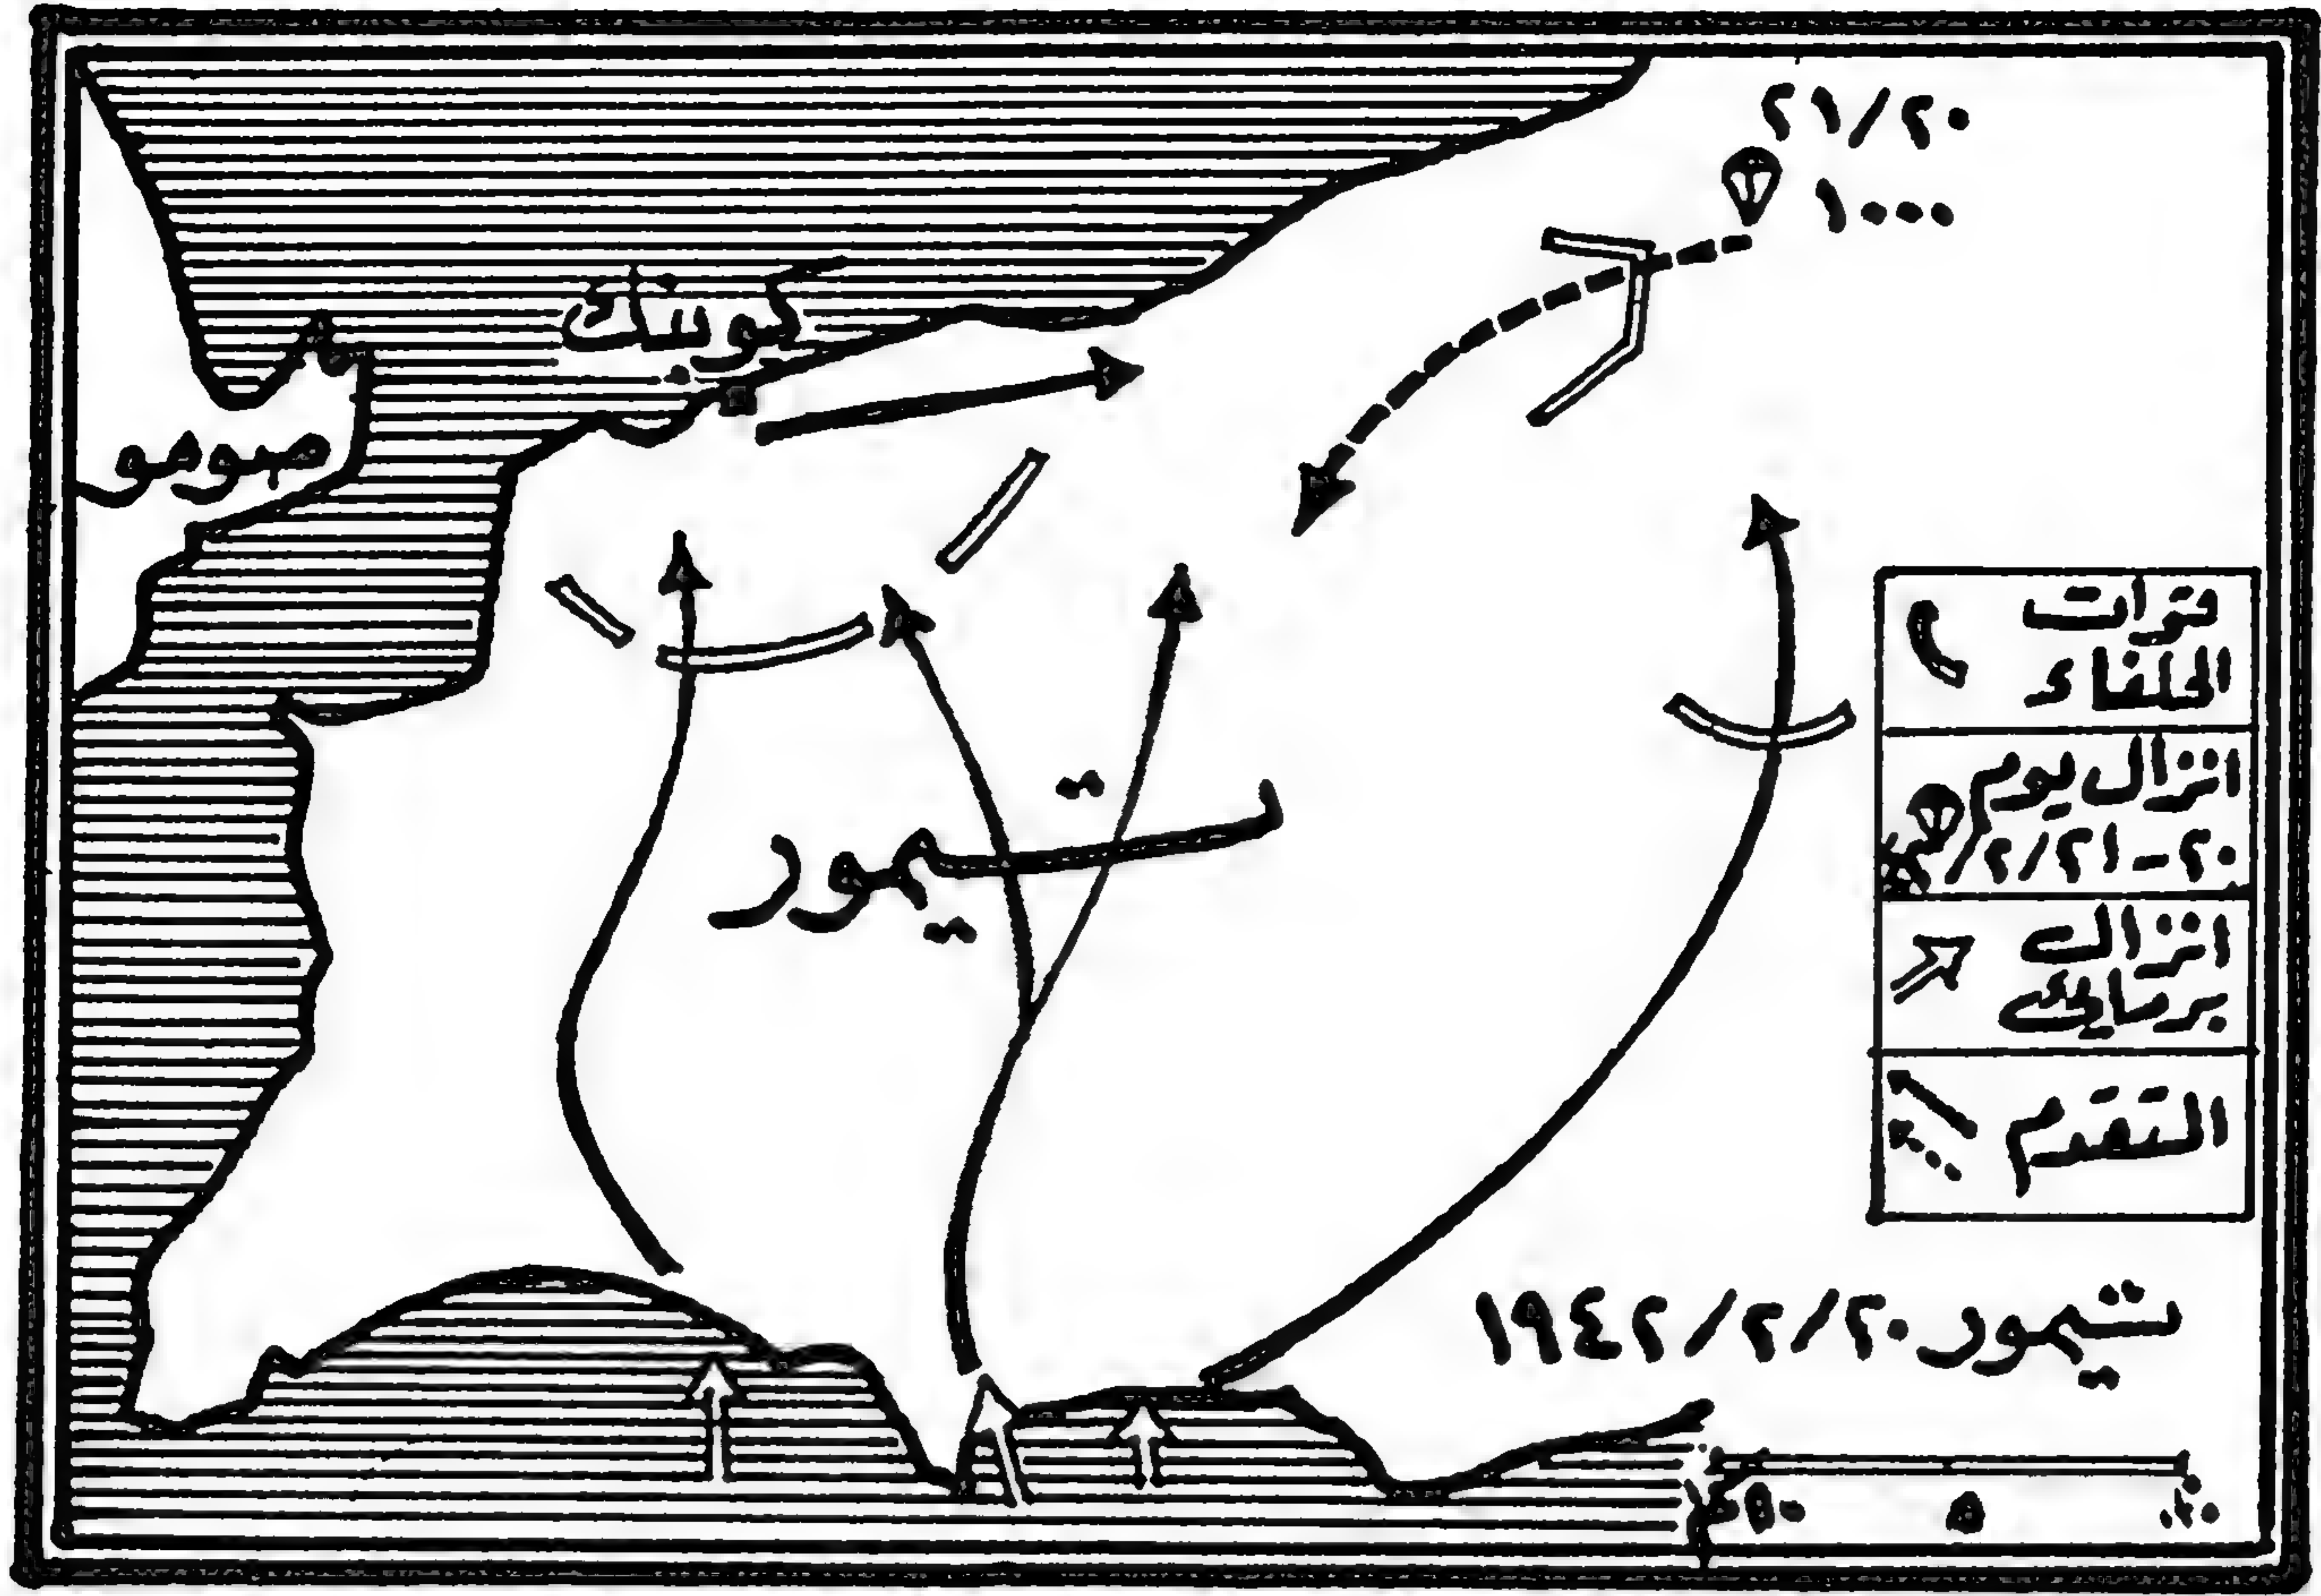 ٢١/٢٠
١٠٠٠
كوبنك
صوهو
تيمور
قوات
الحلفاء
انزال يوم
٢٠-٢١/٢/
انزال
برمائي
التقدم
تيمور ٢٠/٢/١٩٤٢
٥